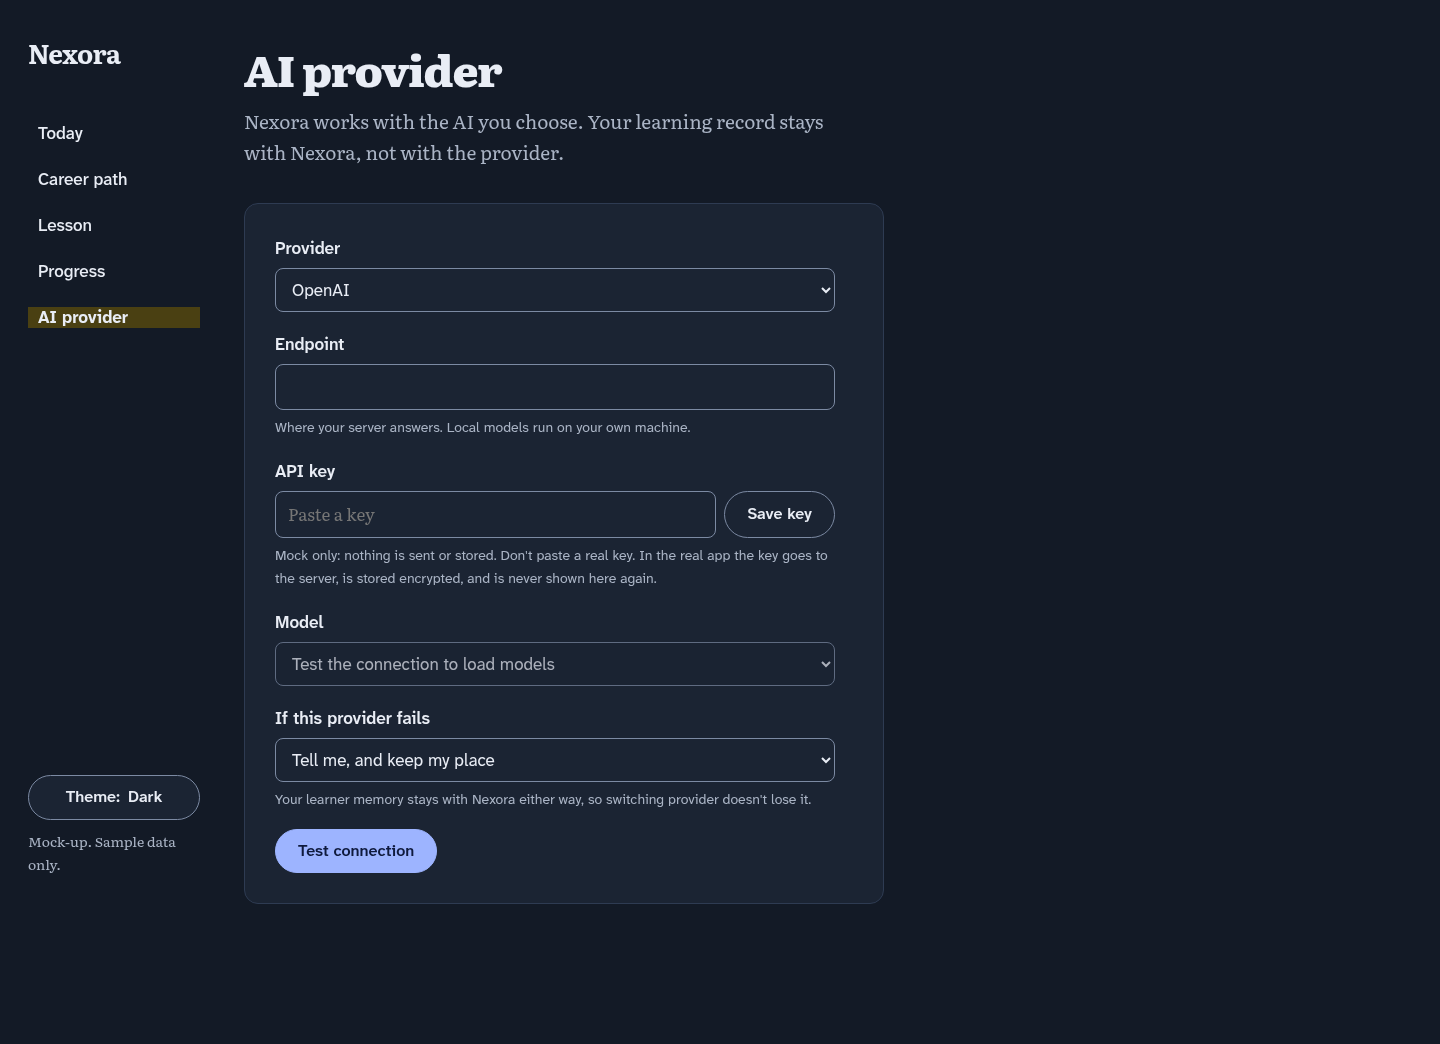 Nexora
Today
Career path
Lesson
Progress
AI provider
Theme: Dark
Mock-up. Sample data
only.
AI provider
Nexora works with the AI you choose. Your learning record stays
with Nexora, not with the provider.
Provider
OpenAI
Endpoint
Where your server answers. Local models run on your own machine.
API key
Paste a key
Save key
Mock only: nothing is sent or stored. Don't paste a real key. In the real app the key goes to
the server, is stored encrypted, and is never shown here again.
Model
Test the connection to load models
If this provider fails
Tell me, and keep my place
Your learner memory stays with Nexora either way, so switching provider doesn't lose it.
Test connection